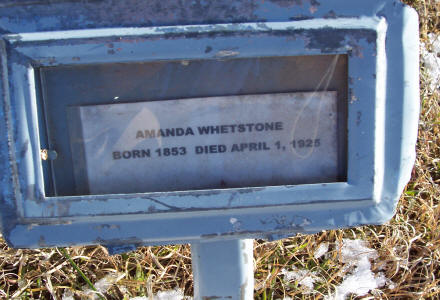 AMANDA WHETSTONE
BORN 1853 DIED APRIL 1, 1925